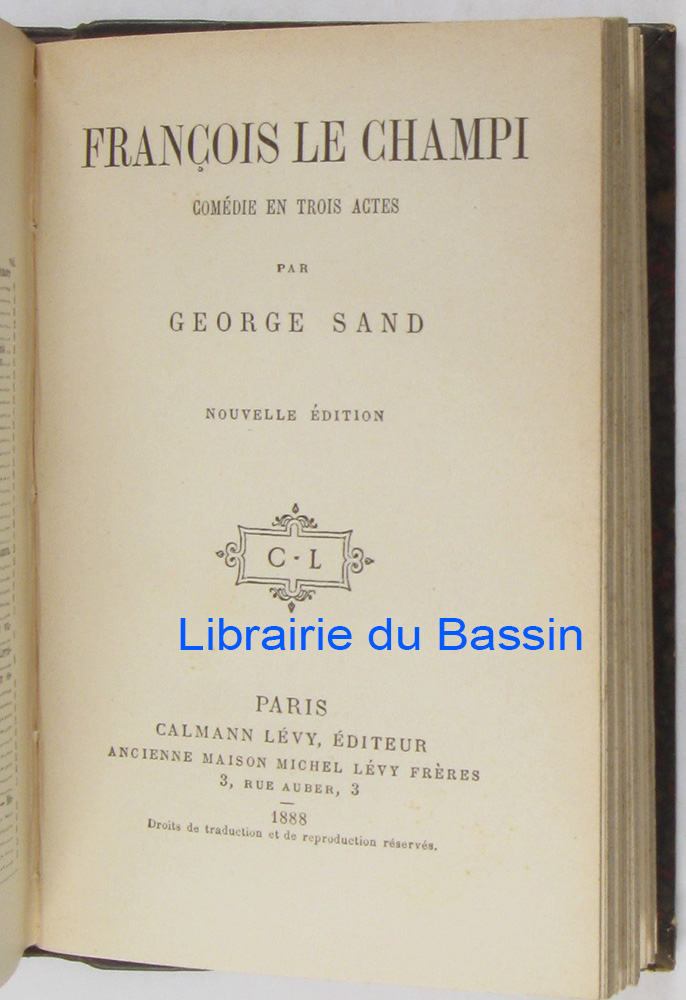 FRANÇOIS LE CHAMPI
COMÉDIE EN TROIS ACTES
PAR
GEORGE SAND
NOUVELLE ÉDITION
C - L
Librairie du Bassin
PARIS
CALMANN LÉVY, ÉDITEUR
ANCIENNE MAISON MICHEL LÉVY FRÈRES
3, RUE AUBER, 3
1888
Droits de traduction et de reproduction réservés.